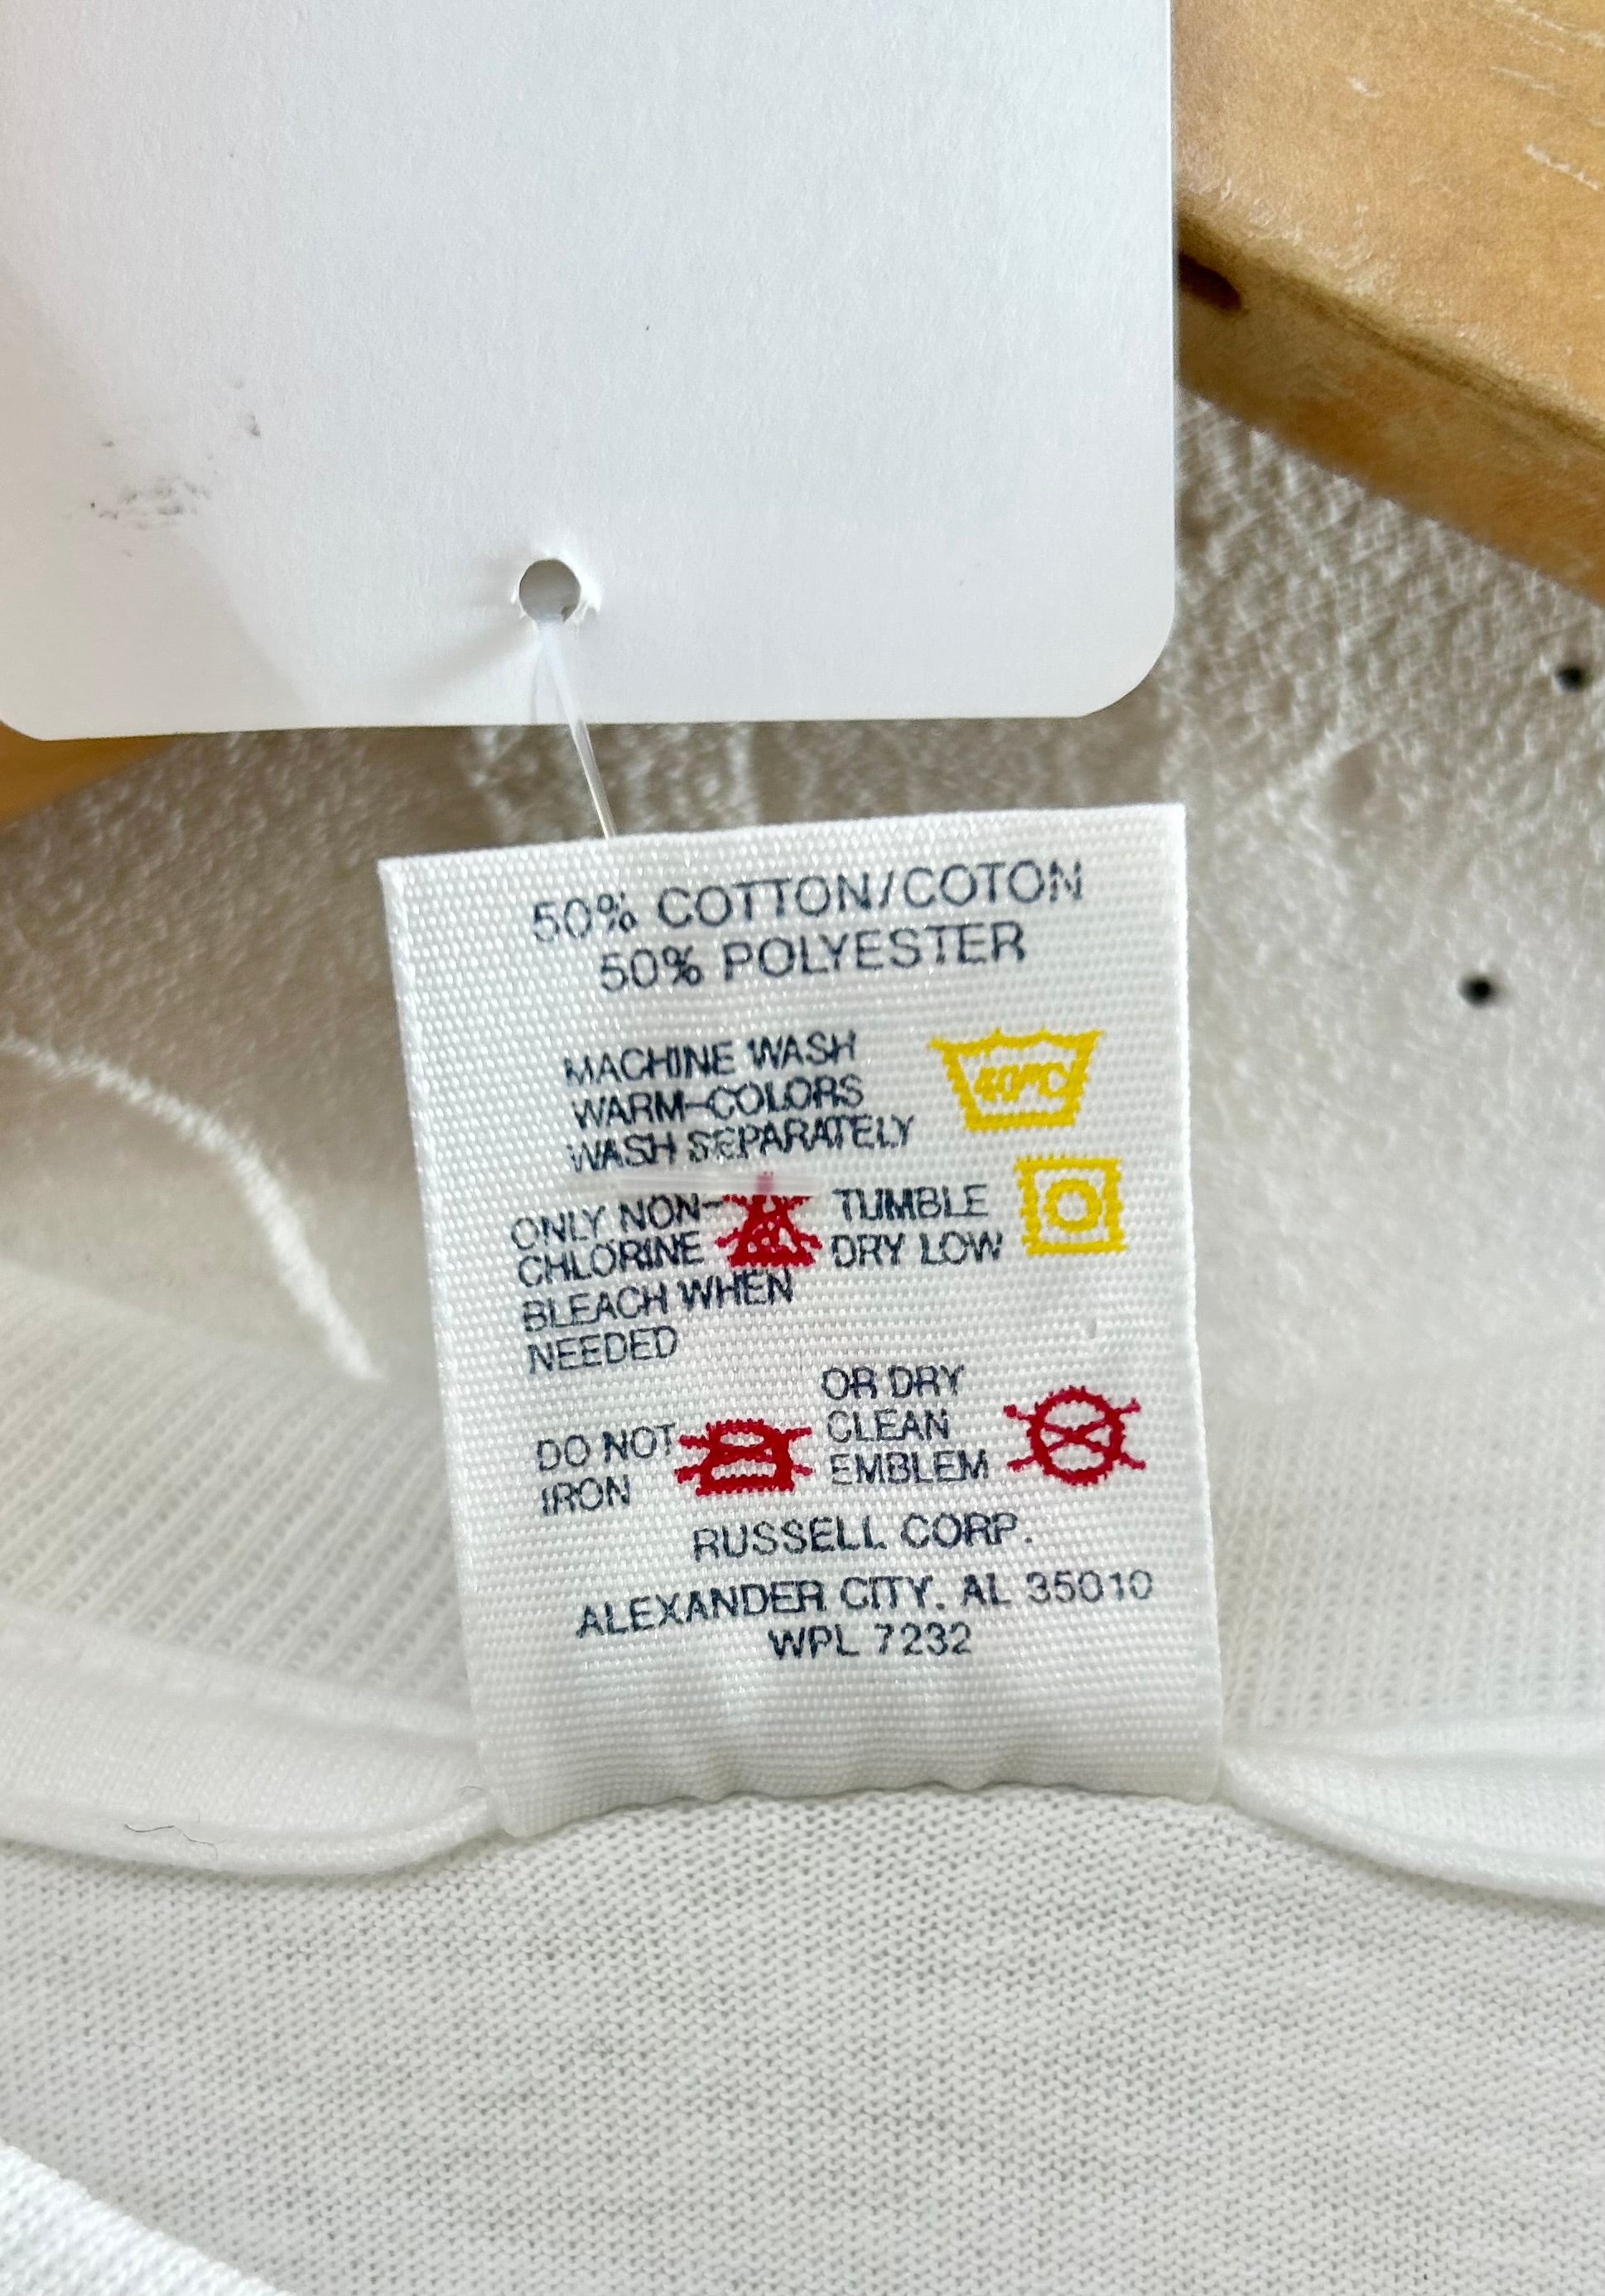 50% COTTON/COTON
50% POLYESTER
MACHINE WASH
WARM-COLORS
WASH SEPARATELY
40°C
ONLY NON-
CHLORINE
BLEACH WHEN
NEEDED
TUMBLE
DRY LOW
DO NOT
IRON
OR DRY
CLEAN
EMBLEM
RUSSELL CORP.
ALEXANDER CITY, AL 35010
WPL 7232